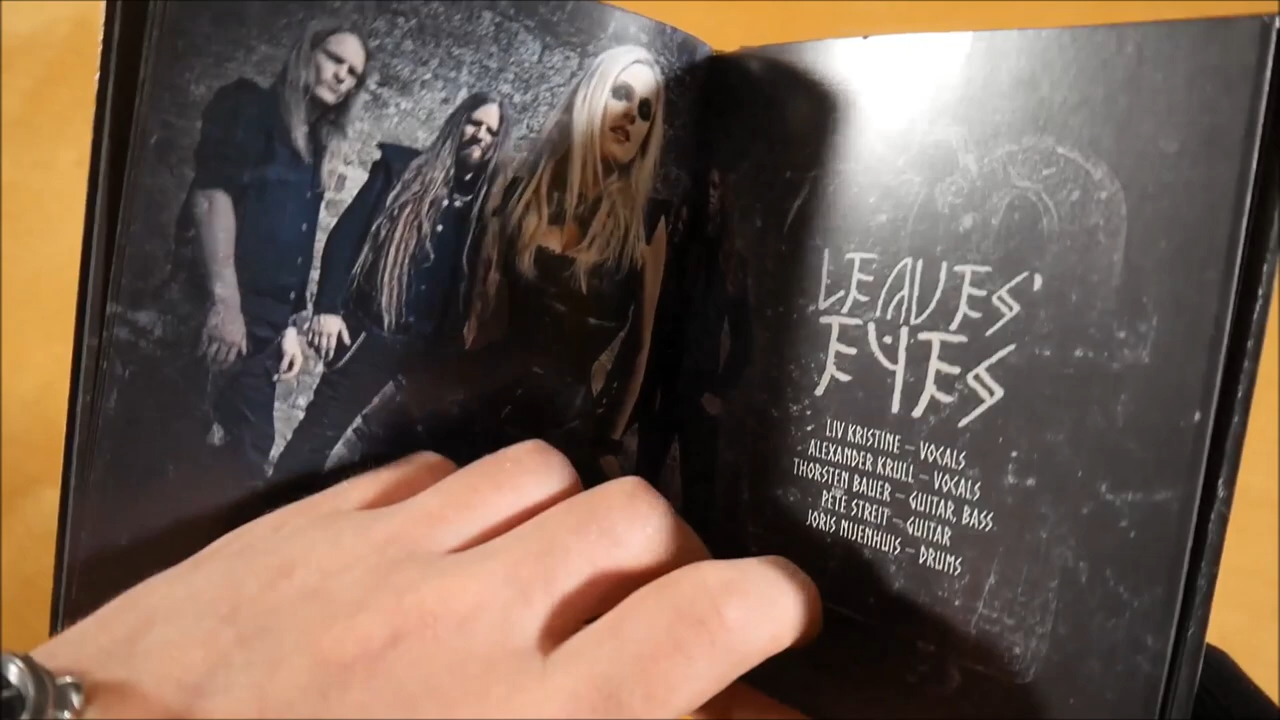 LEAVES'
EYES
LIV KRISTINE – VOCALS
ALEXANDER KRULL – VOCALS
THORSTEN BAUER – GUITAR, BASS
PETE STREIT – GUITAR
JORIS NIJENHUIS – DRUMS